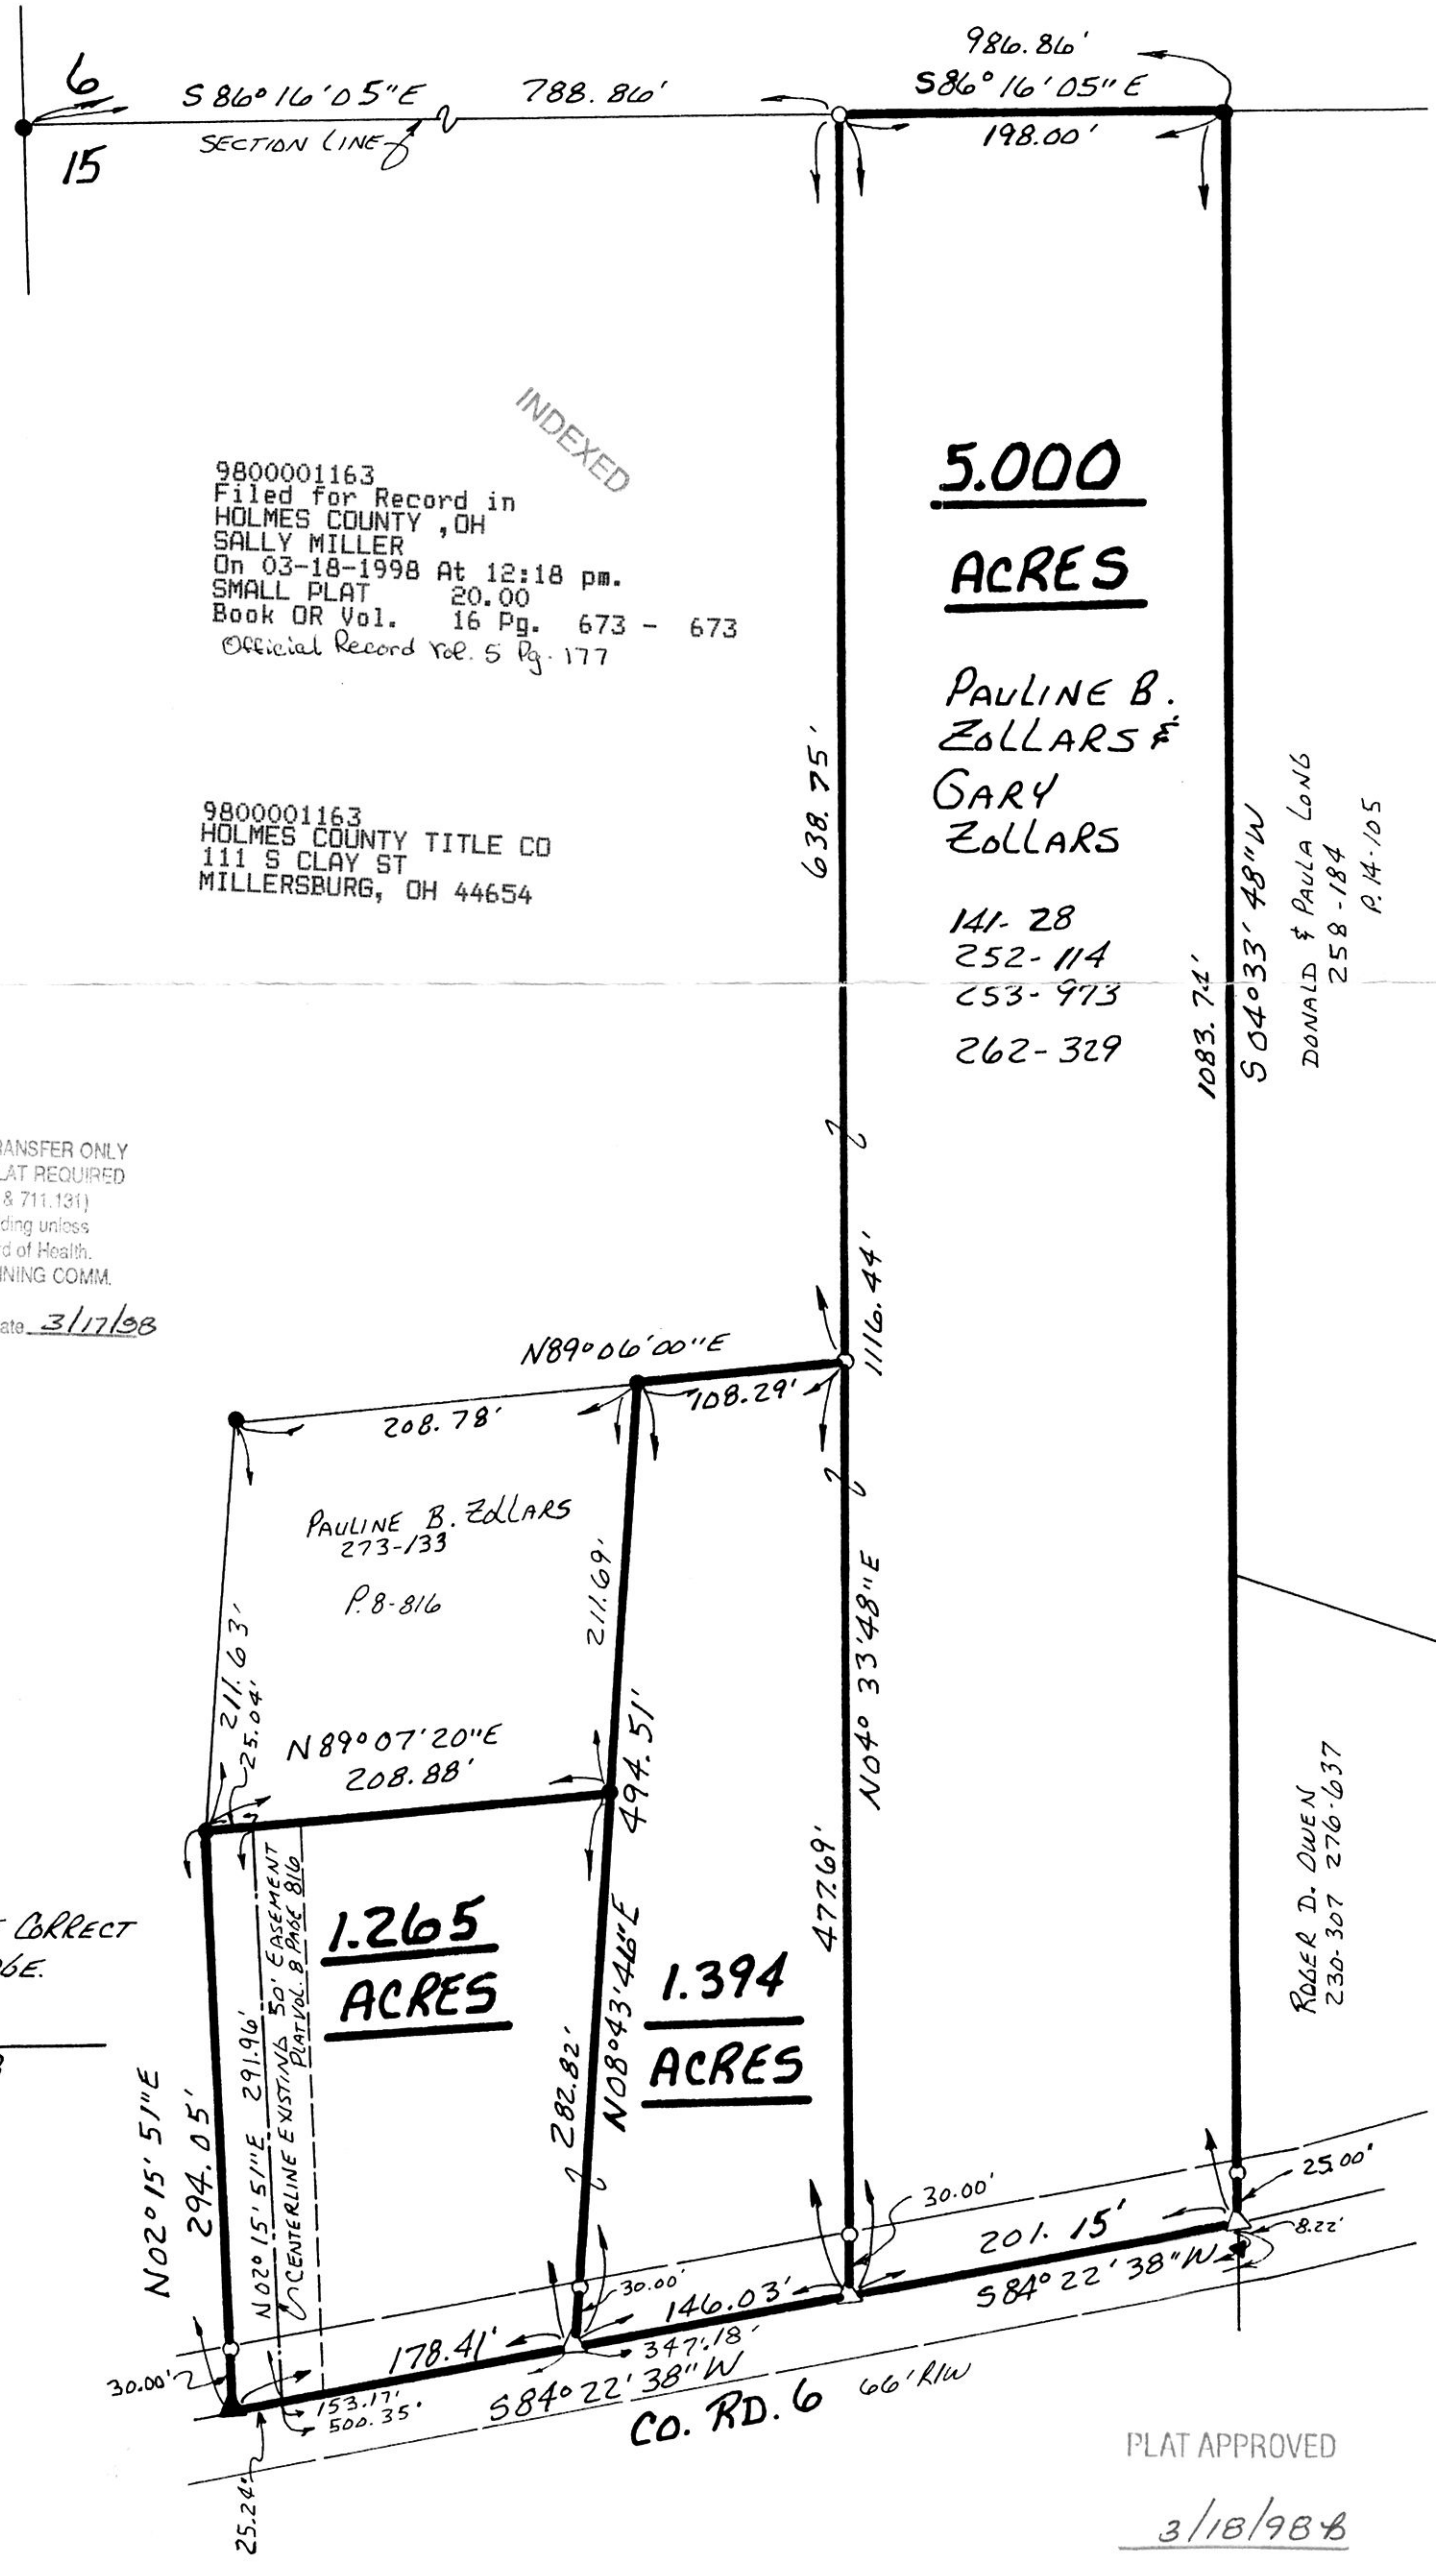 986.86'
6
S86°16'05"E
788.86'
S86°16'05"E
SECTION LINE
198.00'
15
INDEXED
9800001163
Filed for Record in
HOLMES COUNTY ,OH
SALLY MILLER
On 03-18-1998 At 12:18 pm.
SMALL PLAT 20.00
Book OR Vol. 16 Pg. 673 - 673
Official Record Vol. 5 Pg. 177
5.000
ACRES
PAULINE B.
ZOLLARS &
GARY
ZOLLARS
141-28
252-114
253-973
262-329
638.75'
9800001163
HOLMES COUNTY TITLE CO
111 S CLAY ST
MILLERSBURG, OH 44654
1083.74'
S04°33'48"W
DONALD & PAULA LONG
258-184
P.14-105
RANSFER ONLY
LAT REQUIRED
& 711.131)
ding unless
d of Health.
NING COMM.
ate 3/17/98
1116.44'
N89°06'00"E
108.29'
208.78'
PAULINE B. ZOLLARS
273-133
P.8-816
211.69'
211.63'
25.04'
N04°33'48"E
N89°07'20"E
208.88'
494.51'
477.69'
N08°43'46"E
282.82'
1.265
ACRES
1.394
ACRES
CORRECT
GE.
N02°15'51"E
294.05'
N02°15'51"E 291.96'
CENTERLINE EXISTING 50' EASEMENT
PLAT VOL. 8 PAGE 816
ROGER D. OWEN
230-307 276-637
25.00'
30.00'
201.15'
8.22'
S84°22'38"W
30.00'
146.03'
347.18'
178.41'
30.00'
153.17'
500.35'
S84°22'38"W
CO. RD. 6 66' R/W
25.24'
PLAT APPROVED
3/18/98